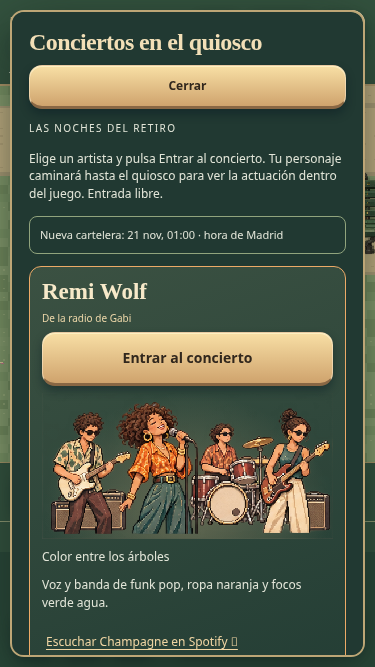 Conciertos en el quiosco
Cerrar
LAS NOCHES DEL RETIRO
Elige un artista y pulsa Entrar al concierto. Tu personaje
caminará hasta el quiosco para ver la actuación dentro
del juego. Entrada libre.
Nueva cartelera: 21 nov, 01:00 · hora de Madrid
Remi Wolf
De la radio de Gabi
Entrar al concierto
Color entre los árboles
Voz y banda de funk pop, ropa naranja y focos
verde agua.
Escuchar Champagne en Spotify